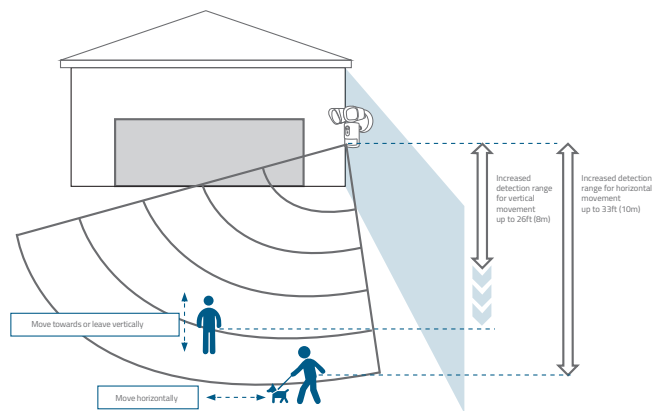 Increased
detection range
for vertical
movement
up to 26ft (8m)
Increased detection
range for horizontal
movement
up to 33ft (10m)
Move towards or leave vertically
Move horizontally